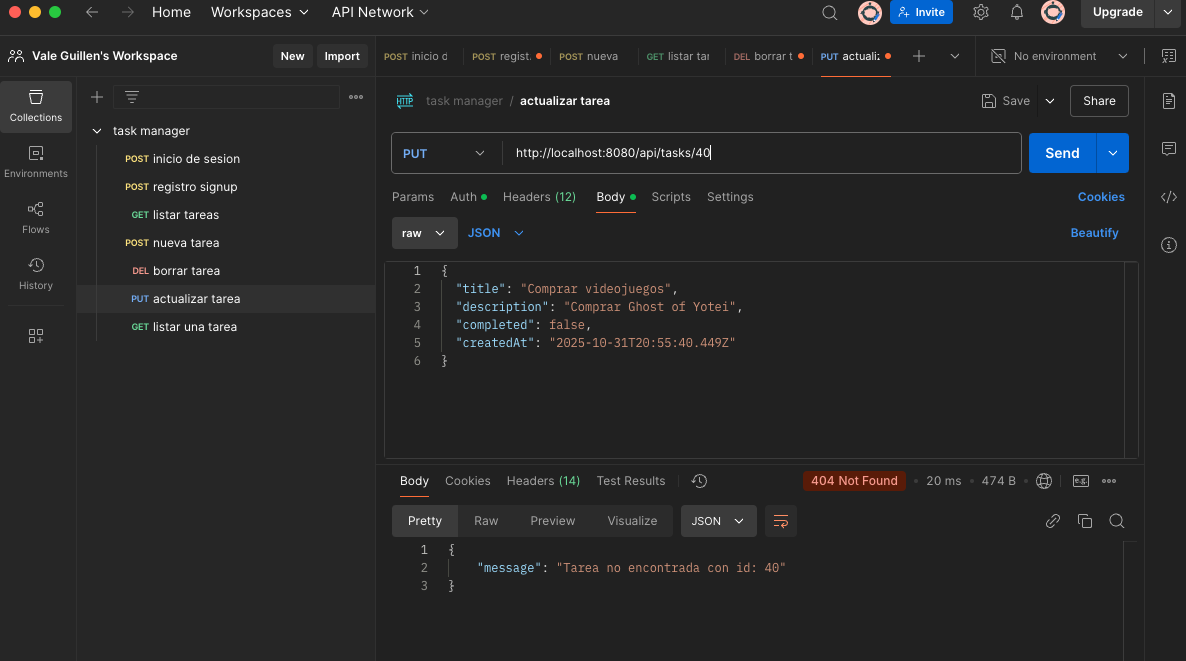 Home Workspaces API Network Invite Upgrade
Vale Guillen's Workspace New Import
POST inicio d POST regist. POST nueva GET listar tar DEL borrar t PUT actualiz No environment
Collections
Environments
Flows
History
task manager
POST inicio de sesion
POST registro signup
GET listar tareas
POST nueva tarea
DEL borrar tarea
PUT actualizar tarea
GET listar una tarea
HTTP task manager / actualizar tarea Save Share
PUT http://localhost:8080/api/tasks/40 Send
Params Auth Headers (12) Body Scripts Settings Cookies
raw JSON Beautify
1 {
2 "title": "Comprar videojuegos",
3 "description": "Comprar Ghost of Yotei",
4 "completed": false,
5 "createdAt": "2025-10-31T20:55:40.449Z"
6 }
Body Cookies Headers (14) Test Results 404 Not Found 20 ms 474 B e.g.
Pretty Raw Preview Visualize JSON
1 {
2 "message": "Tarea no encontrada con id: 40"
3 }